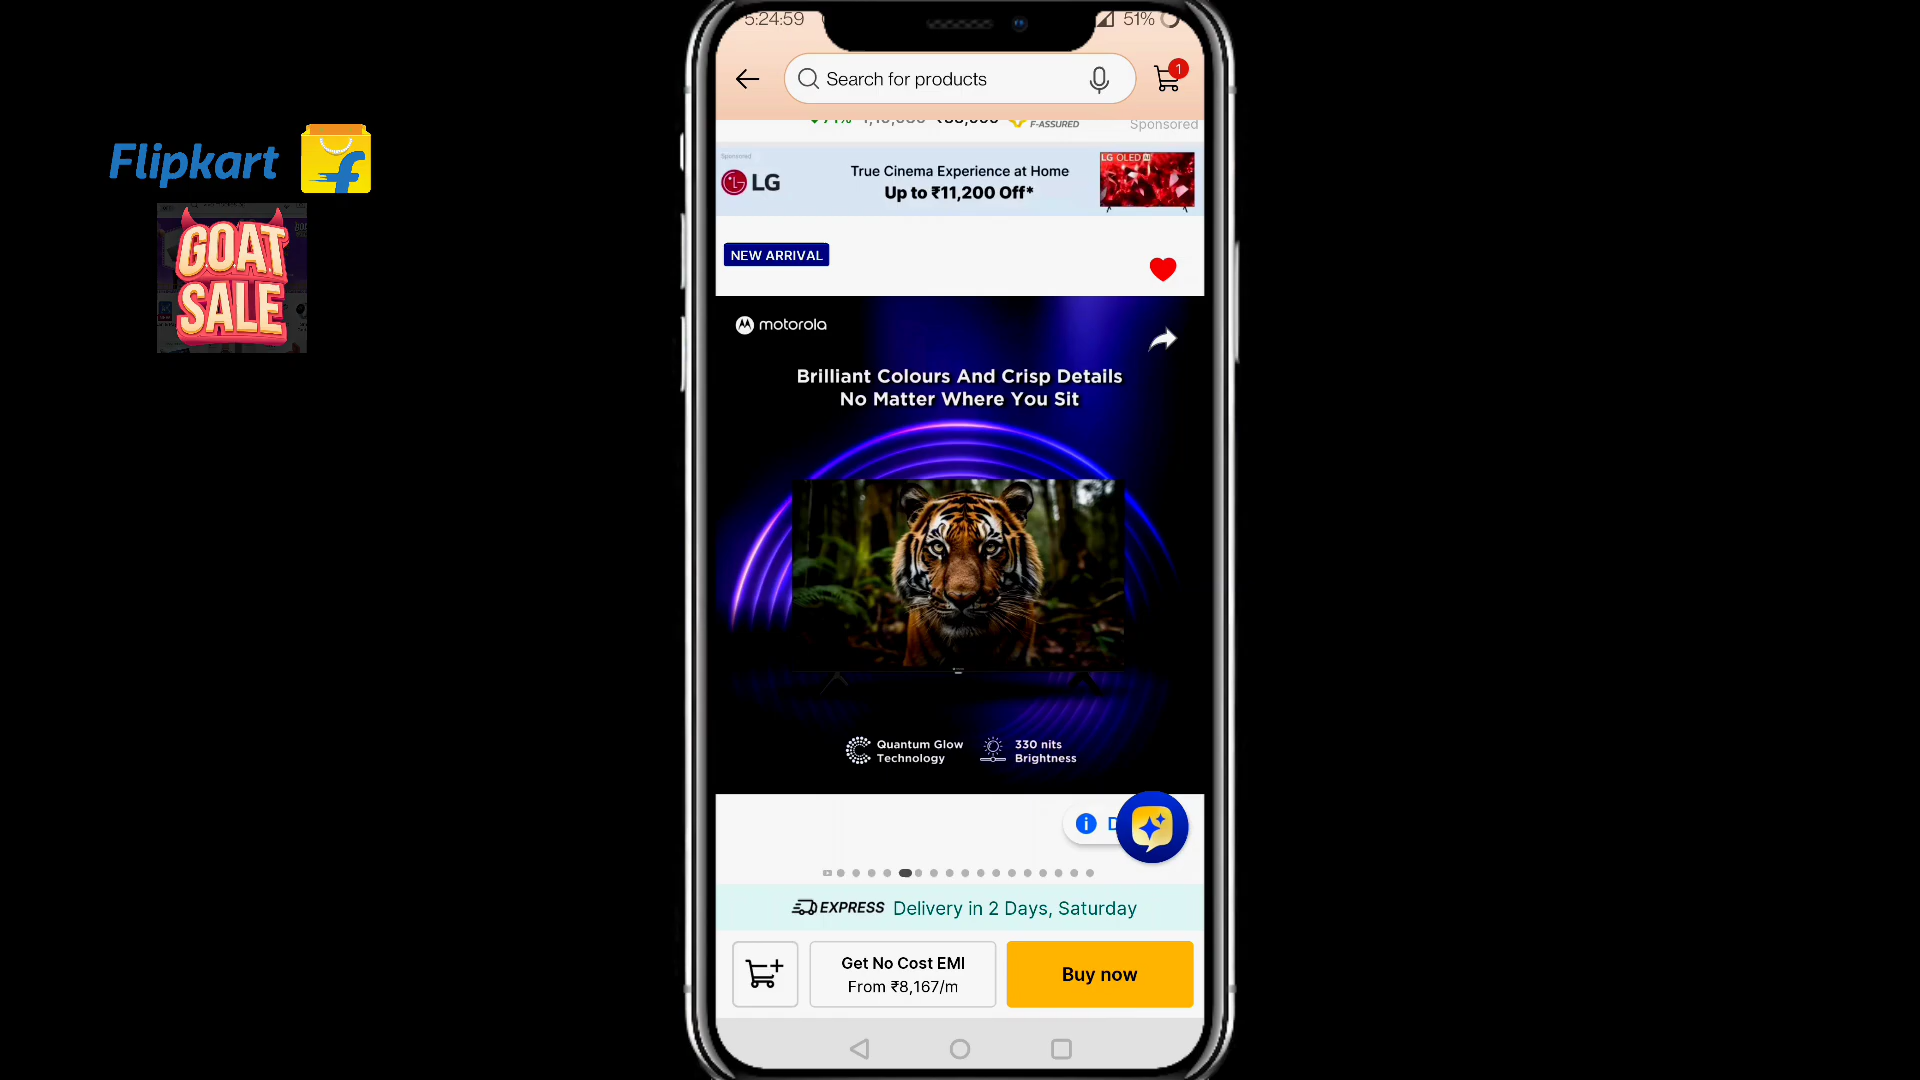 5:24:59
51%
Search for products
1
F-ASSURED
Sponsored
Sponsored
LG
True Cinema Experience at Home
Up to ₹11,200 Off*
LG OLED AI
Flipkart
f
GOAT
SALE
NEW ARRIVAL
motorola
Brilliant Colours And Crisp Details
No Matter Where You Sit
Quantum Glow
Technology
330 nits
Brightness
EXPRESS Delivery in 2 Days, Saturday
Get No Cost EMI
From ₹8,167/m
Buy now